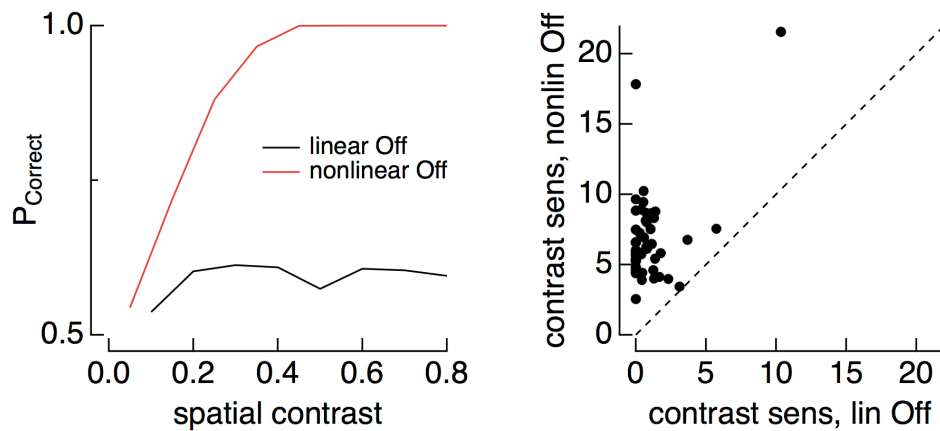 1.0
P_Correct
0.5
linear Off
nonlinear Off
0.0 0.2 0.4 0.6 0.8
spatial contrast
contrast sens, nonlin Off
20
15
10
5
0
0 5 10 15 20
contrast sens, lin Off